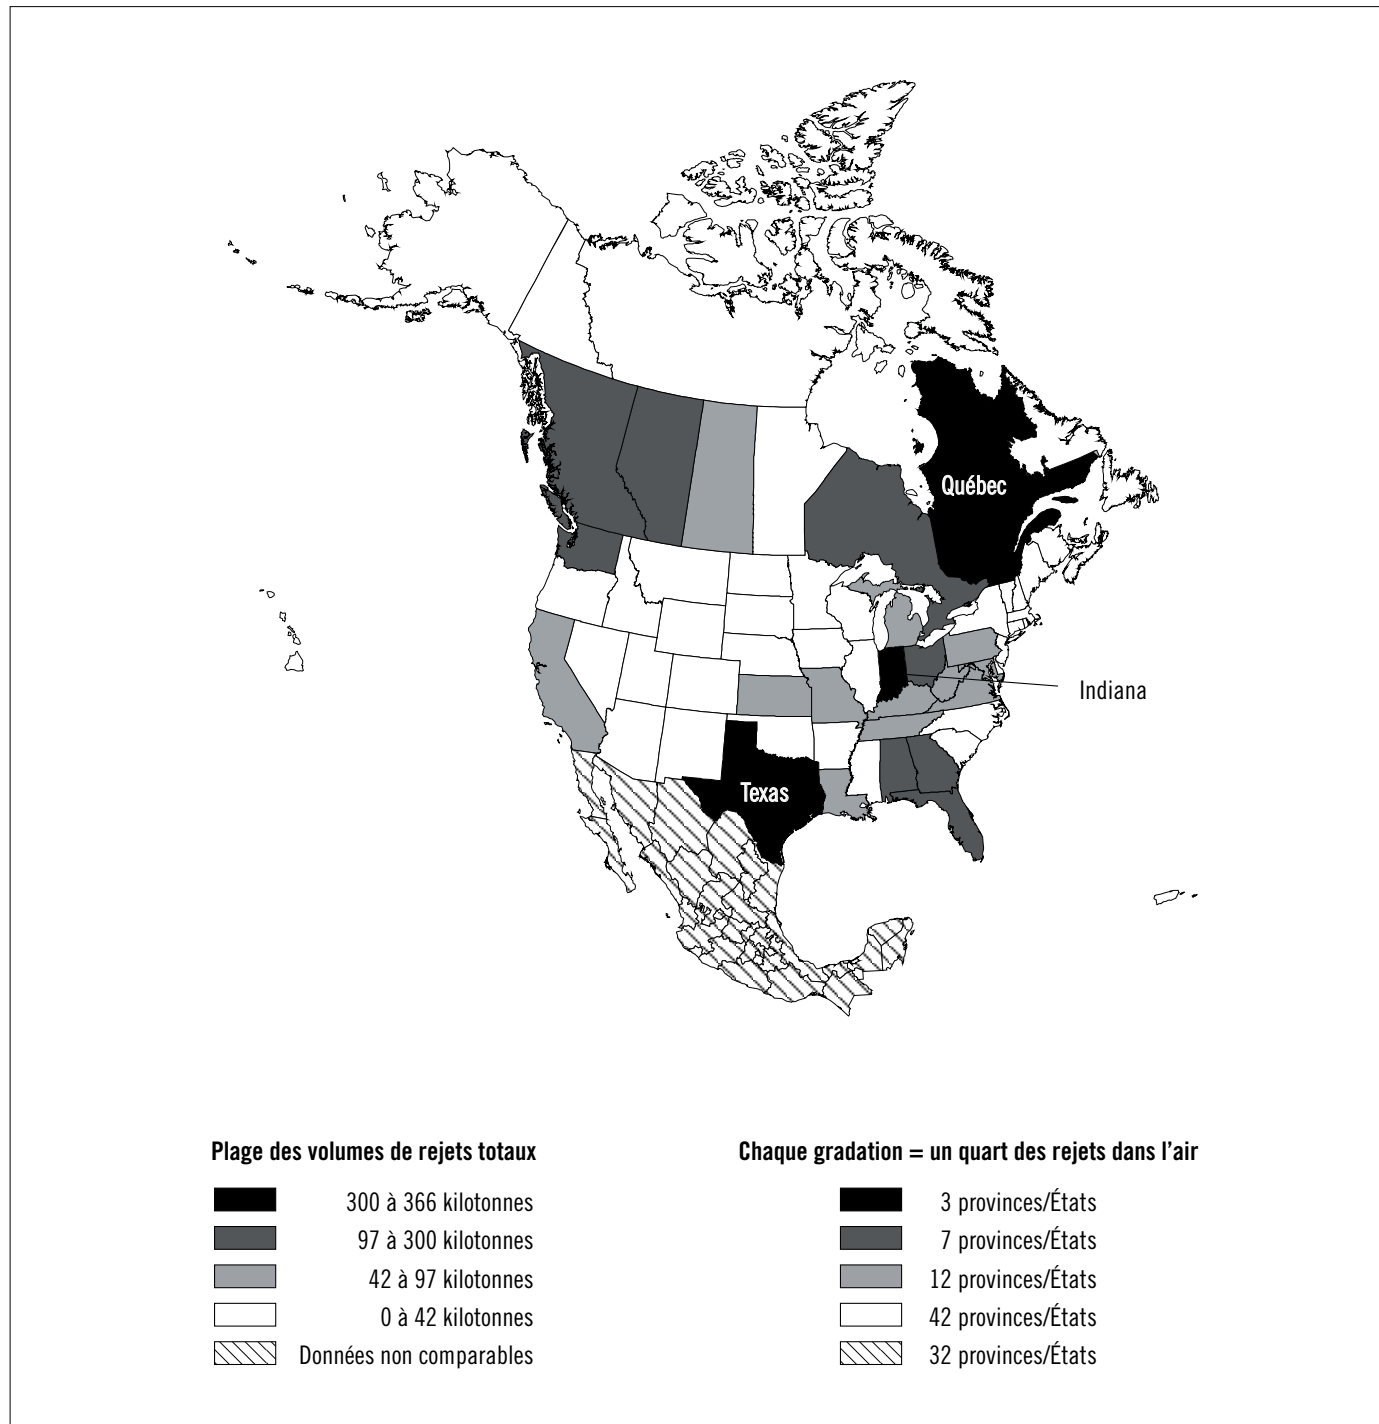 Québec
Indiana
Texas
Plage des volumes de rejets totaux
300 à 366 kilotonnes
97 à 300 kilotonnes
42 à 97 kilotonnes
0 à 42 kilotonnes
Données non comparables
Chaque gradation = un quart des rejets dans l’air
3 provinces/États
7 provinces/États
12 provinces/États
42 provinces/États
32 provinces/États